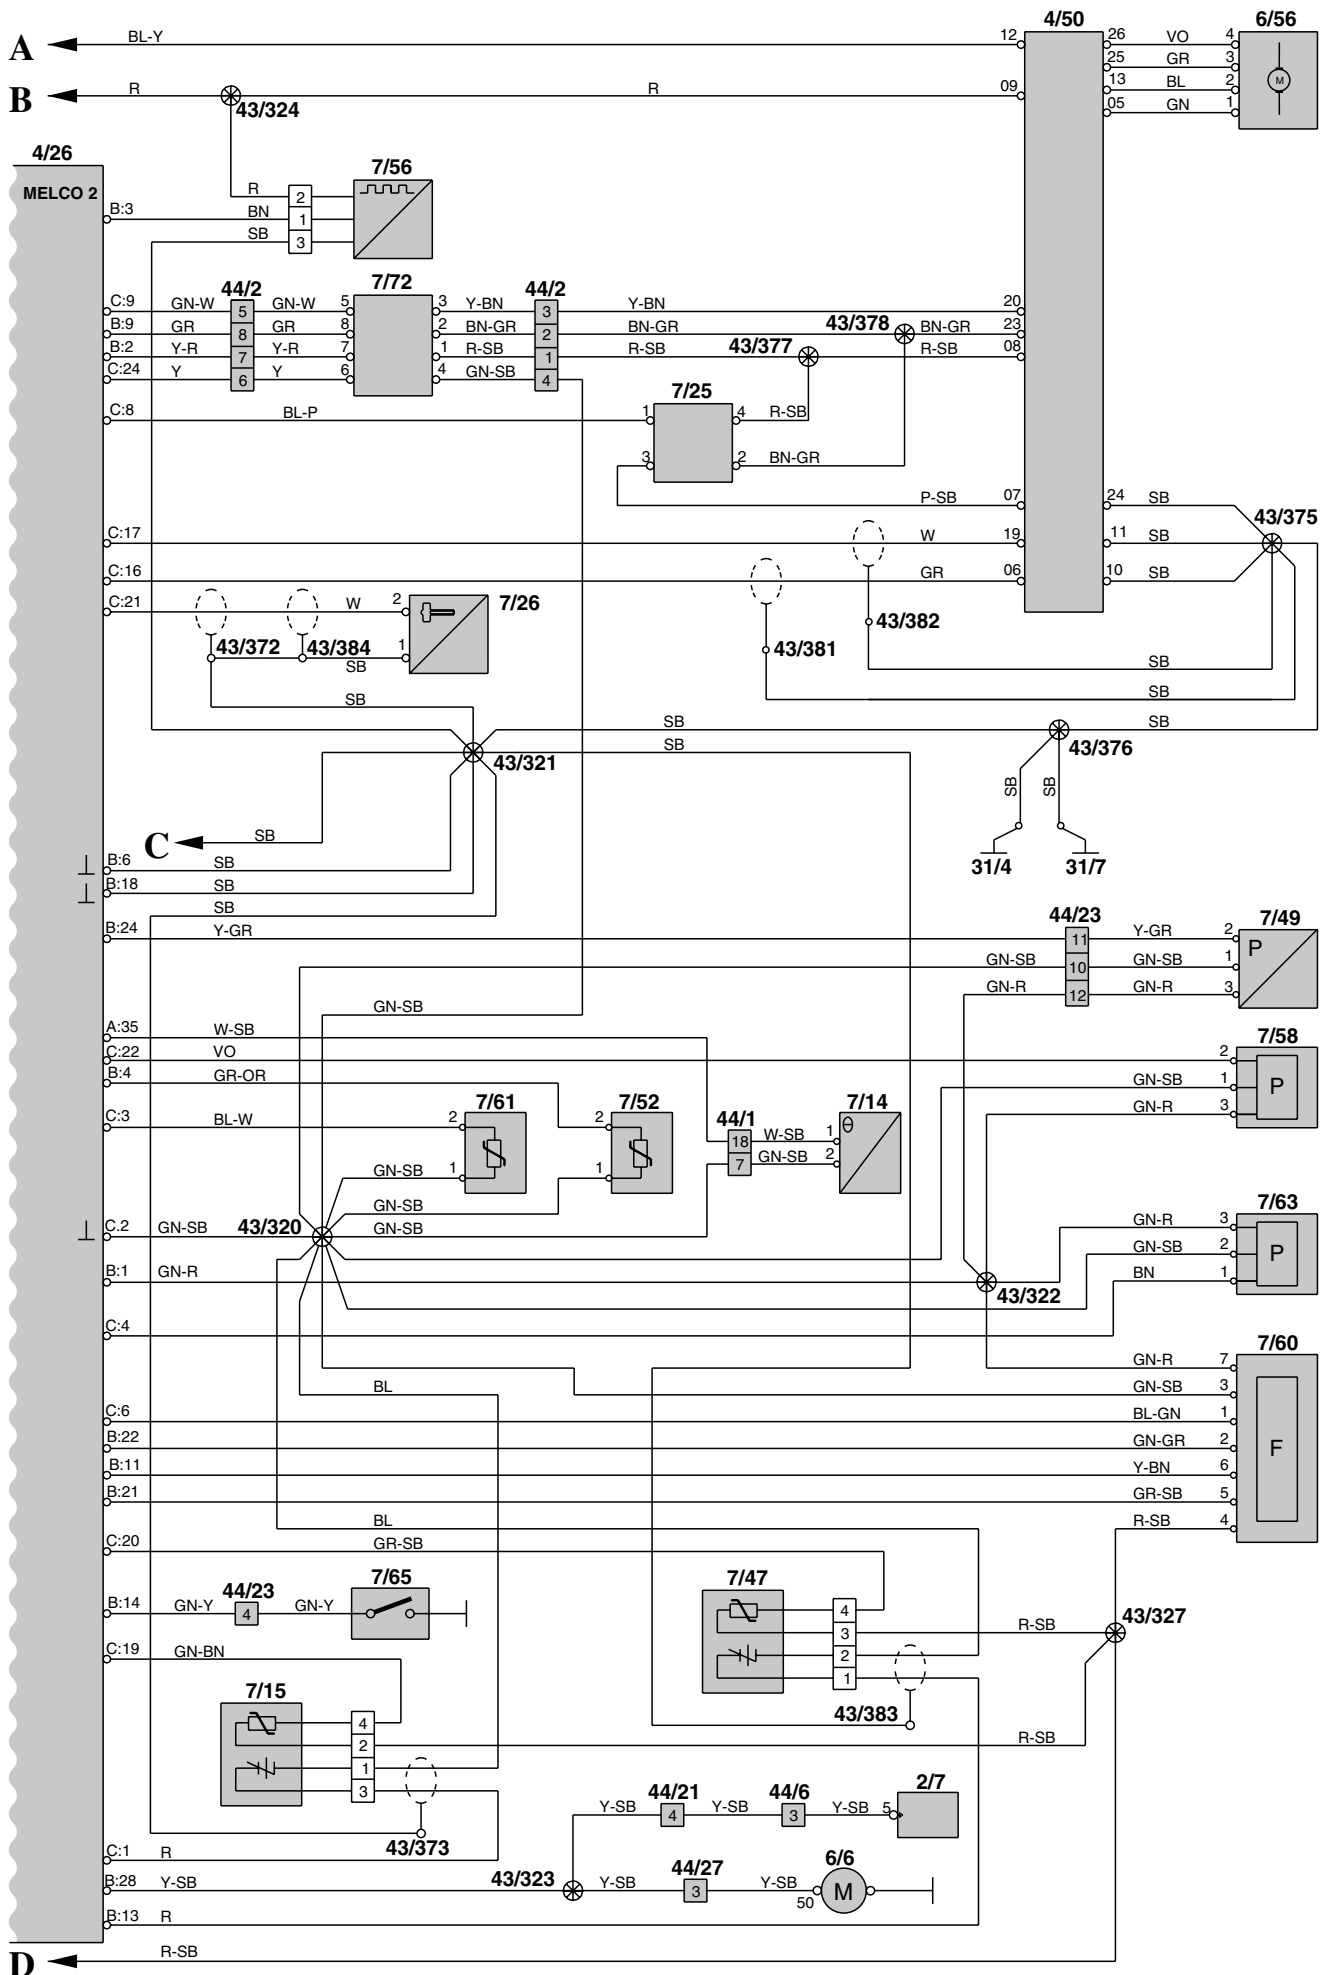 4/50 6/56
A BL-Y 12 26 VO 4
25 GR 3
M
B R R 09 13 BL 2
43/324 05 GN 1
4/26
MELCO 2
7/56
R 2
B:3 BN 1
SB 3
44/2 7/72 44/2
C:9 GN-W 5 GN-W 5 3 Y-BN 3 Y-BN 20
B:9 GR 8 GR 8 2 BN-GR 2 BN-GR 43/378 BN-GR 23
B:2 Y-R 7 Y-R 7 1 R-SB 1 R-SB 43/377 R-SB 08
C:24 Y 6 Y 6 4 GN-SB 4
7/25
C:8 BL-P 1 4 R-SB
3 2 BN-GR
P-SB 07 24 SB
43/375
C:17 W 19 11 SB
C:16 GR 06 10 SB
C:21 W 2 7/26
43/382
43/372 43/384 1
SB
43/381
SB
SB SB
SB SB
43/376
SB
43/321
SB SB
C SB
31/4 31/7
B:6 SB
B:18 SB
SB
44/23 7/49
B:24 Y-GR 11 Y-GR 2
P
GN-SB 10 GN-SB 1
GN-R 12 GN-R 3
GN-SB
A:35 W-SB
7/58
C:22 VO 2
B:4 GR-OR GN-SB 1 P
7/61 7/52 7/14
GN-R 3
C:3 BL-W 2 2 44/1 θ
18 W-SB 1
7 GN-SB 2
GN-SB 1 1
7/63
GN-SB
C.2 GN-SB 43/320 GN-SB GN-R 3
GN-SB 2 P
B:1 GN-R BN 1
43/322
C:4
7/60
GN-R 7
BL GN-SB 3
C:6 BL-GN 1
B:22 GN-GR 2 F
B:11 Y-BN 6
B:21 GR-SB 5
BL R-SB 4
C:20 GR-SB
7/65 7/47
44/23
B:14 GN-Y 4 GN-Y 4
43/327
3 R-SB
C:19 GN-BN 2
1
7/15
43/383
4
2 R-SB
1
3
44/21 44/6 2/7
Y-SB 4 Y-SB 3 Y-SB 5
43/373
C:1 R
44/27 6/6
B:28 Y-SB 43/323 Y-SB 3 Y-SB 50 M
B:13 R
D R-SB